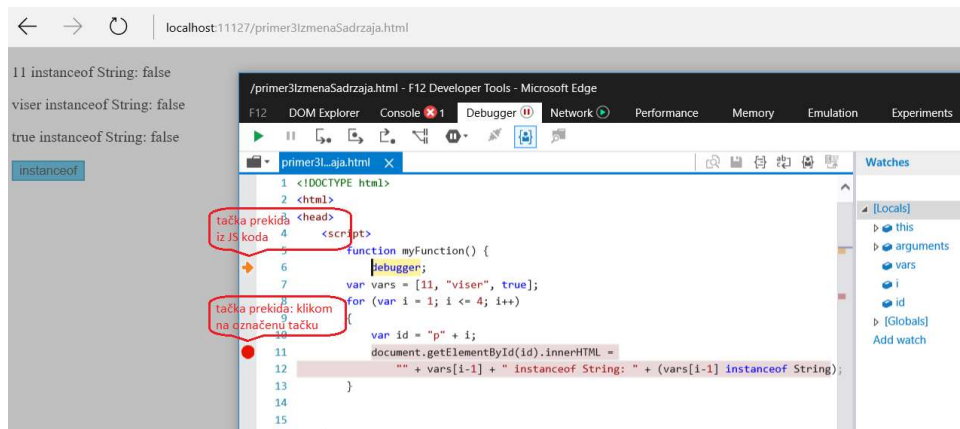 localhost:11127/primer3IzmenaSadrzaja.html
11 instanceof String: false
viser instanceof String: false
true instanceof String: false
instanceof
/primer3IzmenaSadrzaja.html - F12 Developer Tools - Microsoft Edge
F12 DOM Explorer Console 1 Debugger Network Performance Memory Emulation Experiments
primer3I...aja.html
Watches
1 <!DOCTYPE html>
2 <html>
3 <head>
4 <script>
5 function myFunction() {
6 debugger;
7 var vars = [11, "viser", true];
8 for (var i = 1; i <= 4; i++)
9 {
10 var id = "p" + i;
11 document.getElementById(id).innerHTML =
12 "" + vars[i-1] + " instanceof String: " + (vars[i-1] instanceof String);
13 }
14
15
tačka prekida
iz JS koda
tačka prekida: klikom
na označenu tačku
[Locals]
this
arguments
vars
i
id
[Globals]
Add watch